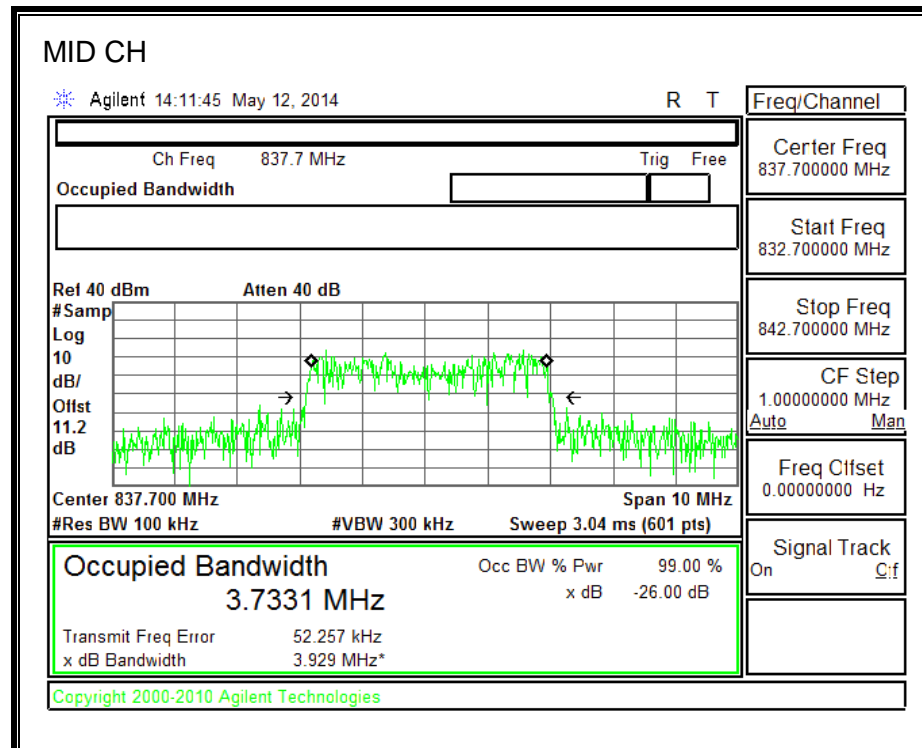 MID CH
Agilent 14:11:45 May 12, 2014 R T
Freq/Channel
Ch Freq 837.7 MHz Trig Free
Occupied Bandwidth
Center Freq
837.700000 MHz
Start Freq
832.700000 MHz
Stop Freq
842.700000 MHz
CF Step
1.00000000 MHz
Auto Man
Freq Offset
0.00000000 Hz
Signal Track
On Off
Ref 40 dBm Atten 40 dB
#Samp
Log
10
dB/
Offst
11.2
dB
Center 837.700 MHz Span 10 MHz
#Res BW 100 kHz #VBW 300 kHz Sweep 3.04 ms (601 pts)
Occupied Bandwidth Occ BW % Pwr 99.00 %
3.7331 MHz x dB -26.00 dB
Transmit Freq Error 52.257 kHz
x dB Bandwidth 3.929 MHz*
Copyright 2000-2010 Agilent Technologies